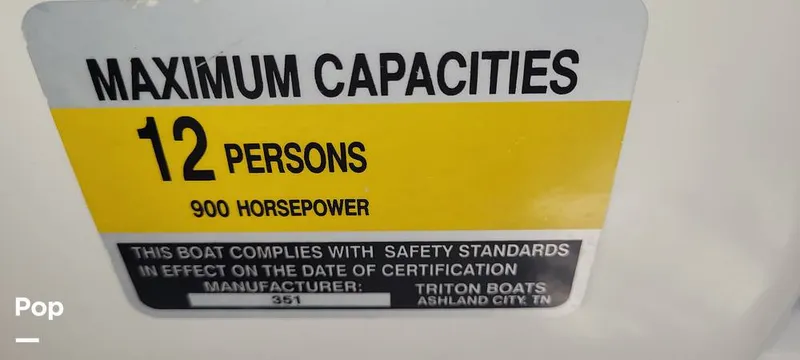 MAXIMUM CAPACITIES
12 PERSONS
900 HORSEPOWER
THIS BOAT COMPLIES WITH SAFETY STANDARDS
IN EFFECT ON THE DATE OF CERTIFICATION
MANUFACTURER: TRITON BOATS
351 ASHLAND CITY, TN
Pop